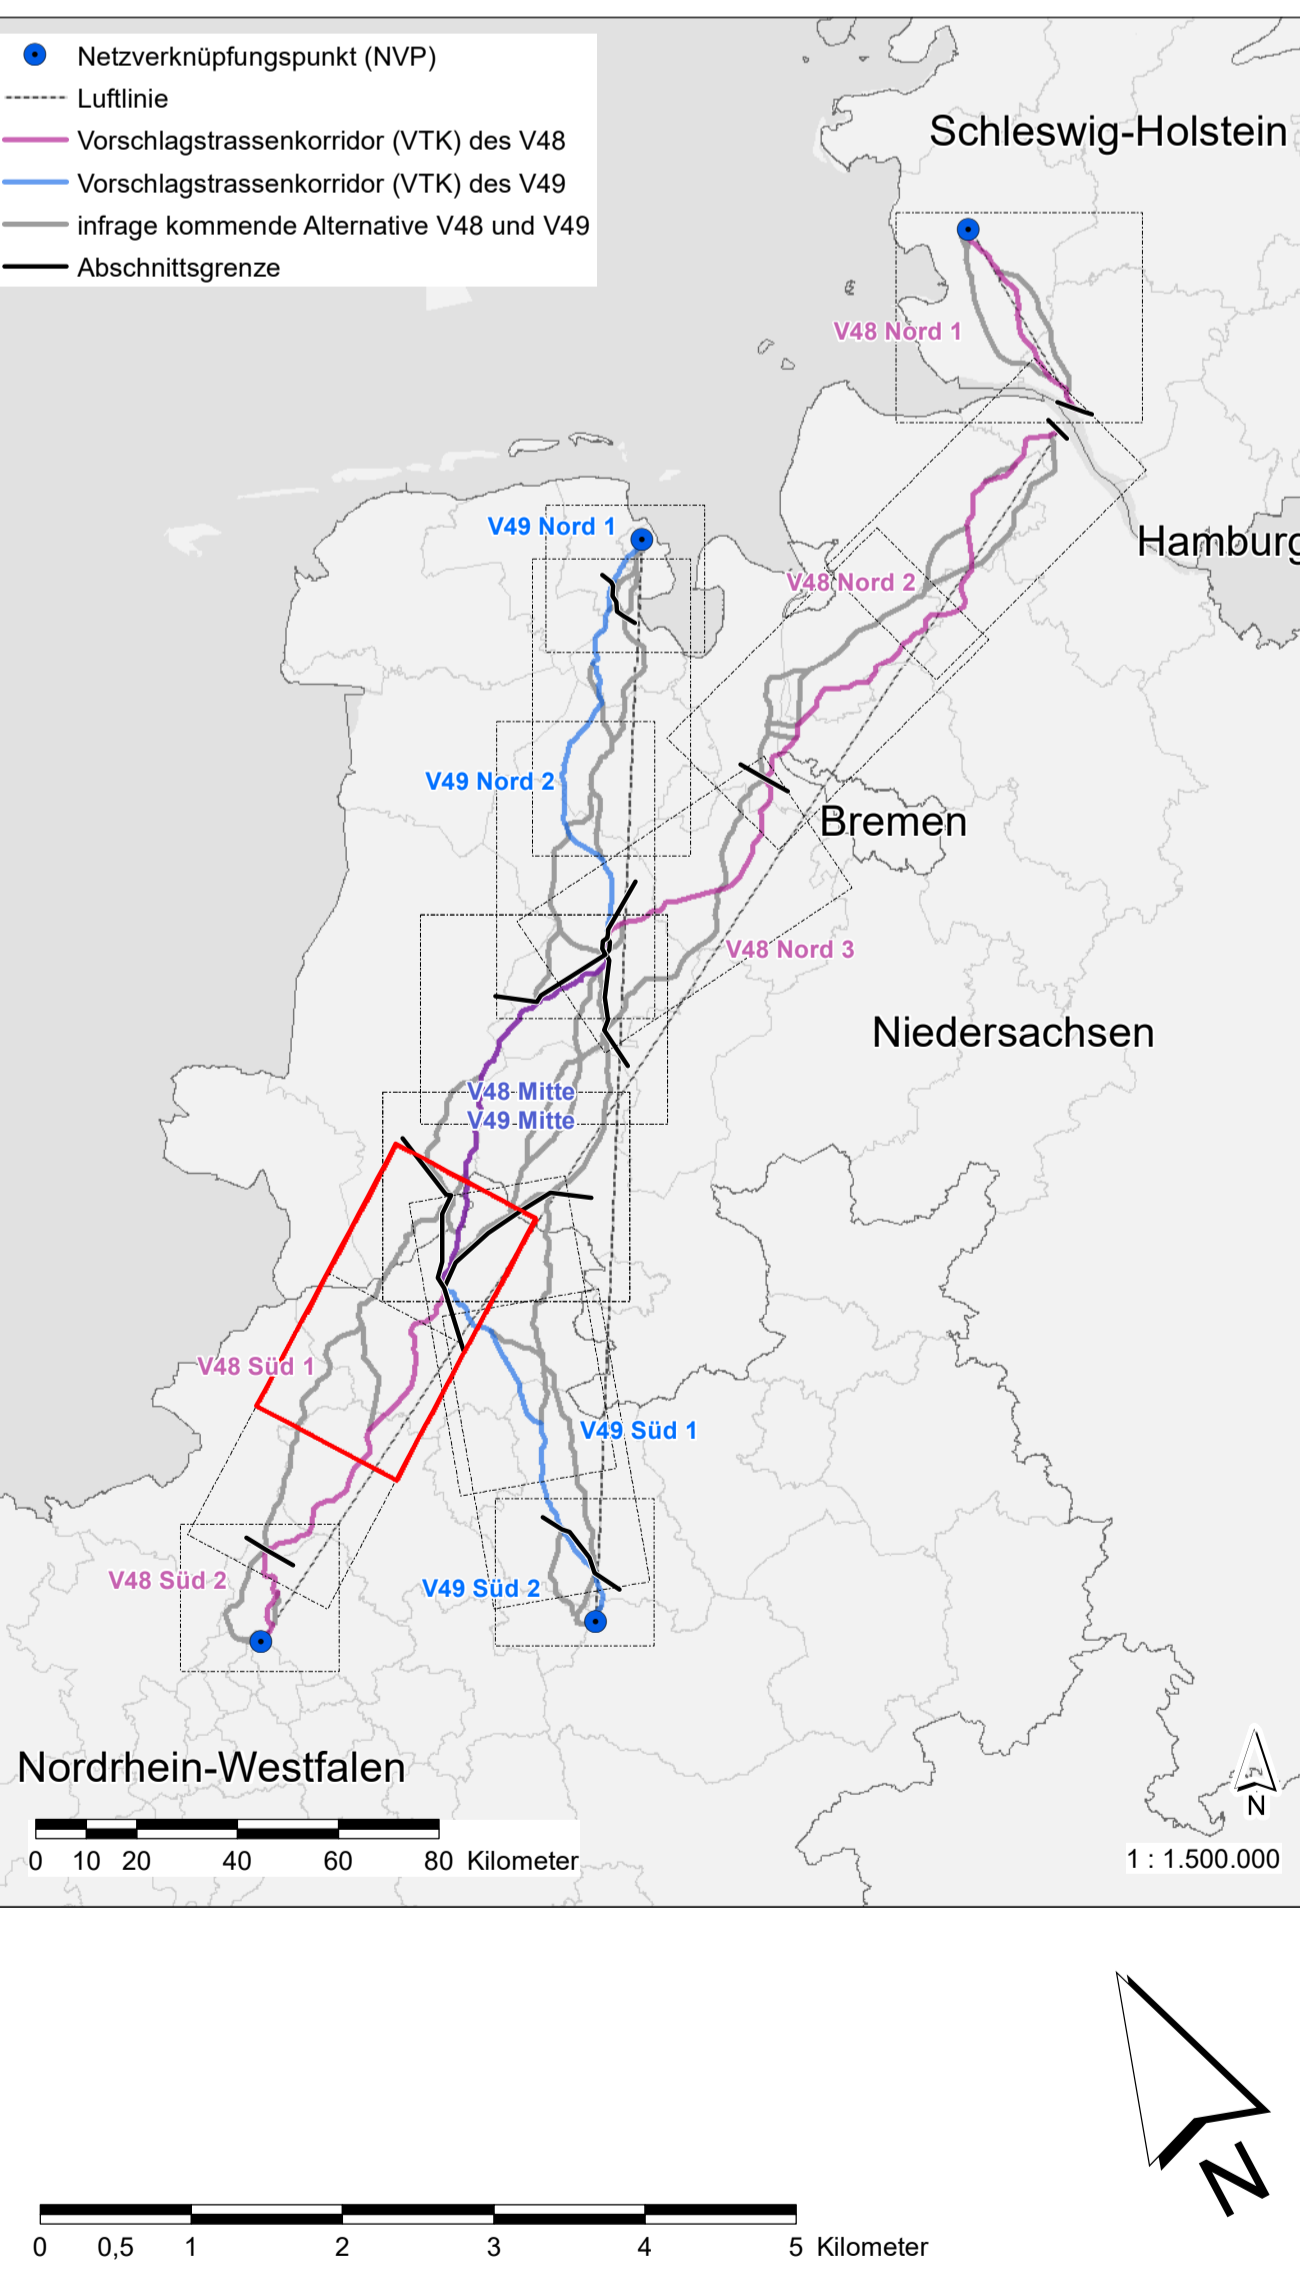 Netzverknüpfungspunkt (NVP)
Luftlinie
Vorschlagstrassenkorridor (VTK) des V48
Vorschlagstrassenkorridor (VTK) des V49
infrage kommende Alternative V48 und V49
Abschnittsgrenze
Schleswig-Holstein
V48 Nord 1
V49 Nord 1
Hamburg
V48 Nord 2
V49 Nord 2
Bremen
V48 Nord 3
Niedersachsen
V48 Mitte
V49 Mitte
V48 Süd 1
V49 Süd 1
V48 Süd 2
V49 Süd 2
Nordrhein-Westfalen
N
0 10 20 40 60 80 Kilometer
1 : 1.500.000
N
0 0,5 1 2 3 4 5 Kilometer